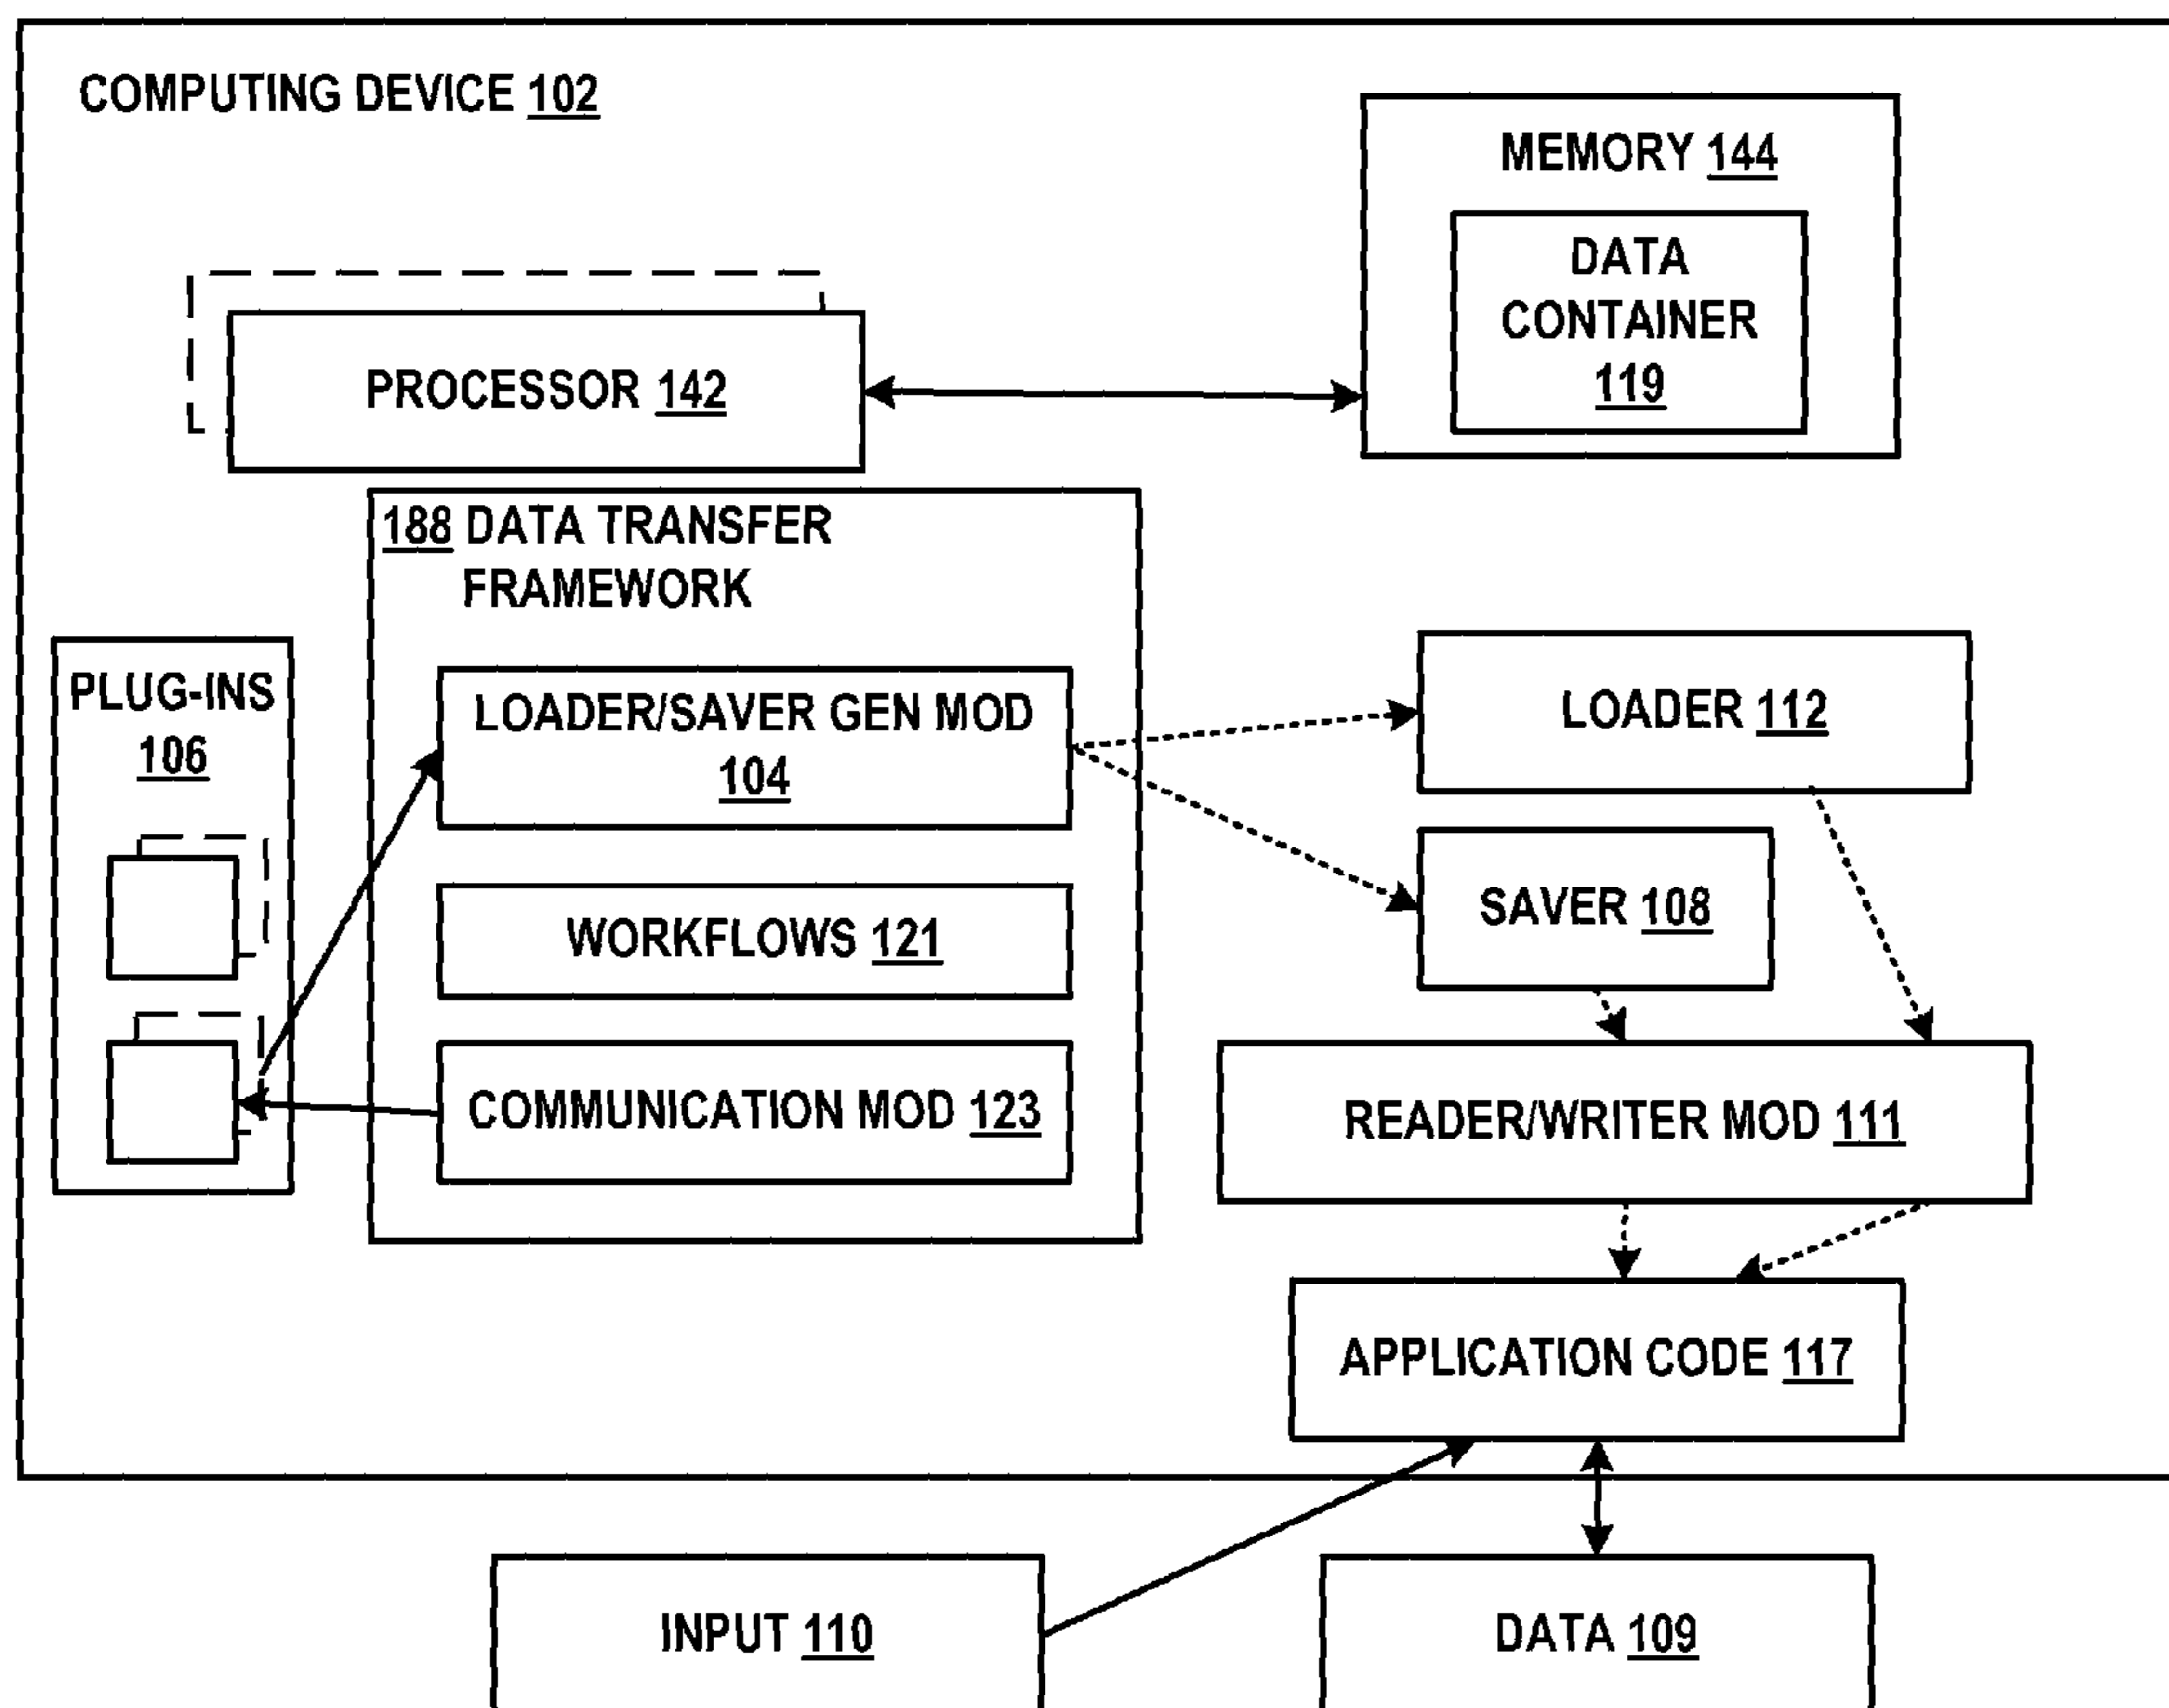 COMPUTING DEVICE 102
MEMORY 144
DATA
CONTAINER
119
PROCESSOR 142
188 DATA TRANSFER
FRAMEWORK
PLUG-INS
106
LOADER/SAVER GEN MOD
104
WORKFLOWS 121
COMMUNICATION MOD 123
LOADER 112
SAVER 108
READER/WRITER MOD 111
APPLICATION CODE 117
INPUT 110
DATA 109